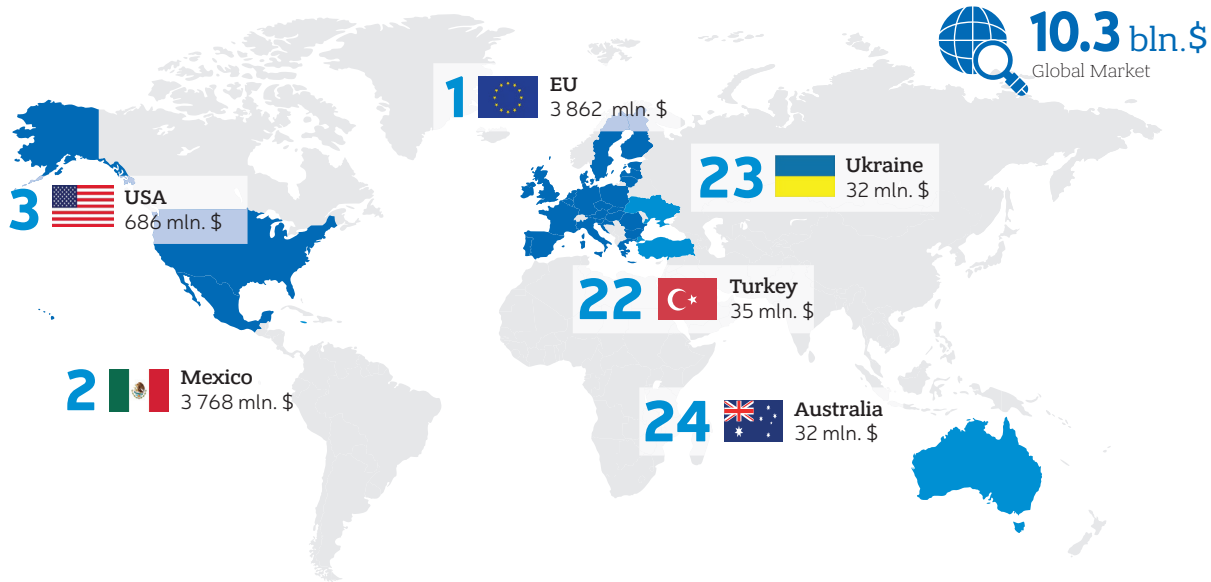 10.3 bln.$
Global Market
1
EU
3 862 mln. $
23
Ukraine
32 mln. $
3
USA
686 mln. $
22
Turkey
35 mln. $
2
Mexico
3 768 mln. $
24
Australia
32 mln. $